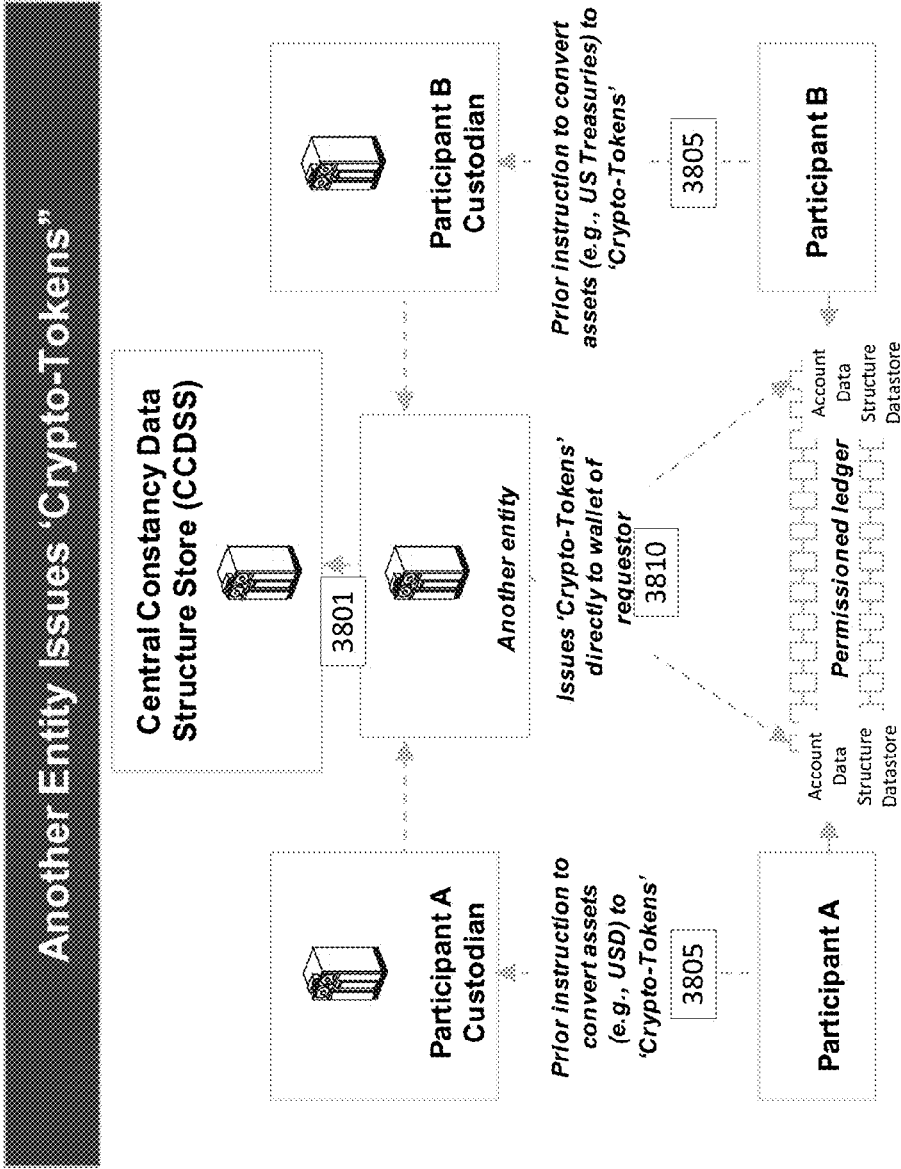 Another Entity Issues ‘Crypto-Tokens”
Central Constancy Data
Structure Store (CCDSS)
3801
Participant A
Custodian
Another entity
Participant B
Custodian
Prior instruction to
convert assets
(e.g., USD) to
‘Crypto-Tokens’
3805
Issues ‘Crypto-Tokens’
directly to wallet of
requestor
3810
Prior instruction to convert
assets (e.g., US Treasuries) to
‘Crypto-Tokens’
3805
Participant A
Account
Data
Structure
Datastore
Permissioned ledger
Account
Data
Structure
Datastore
Participant B